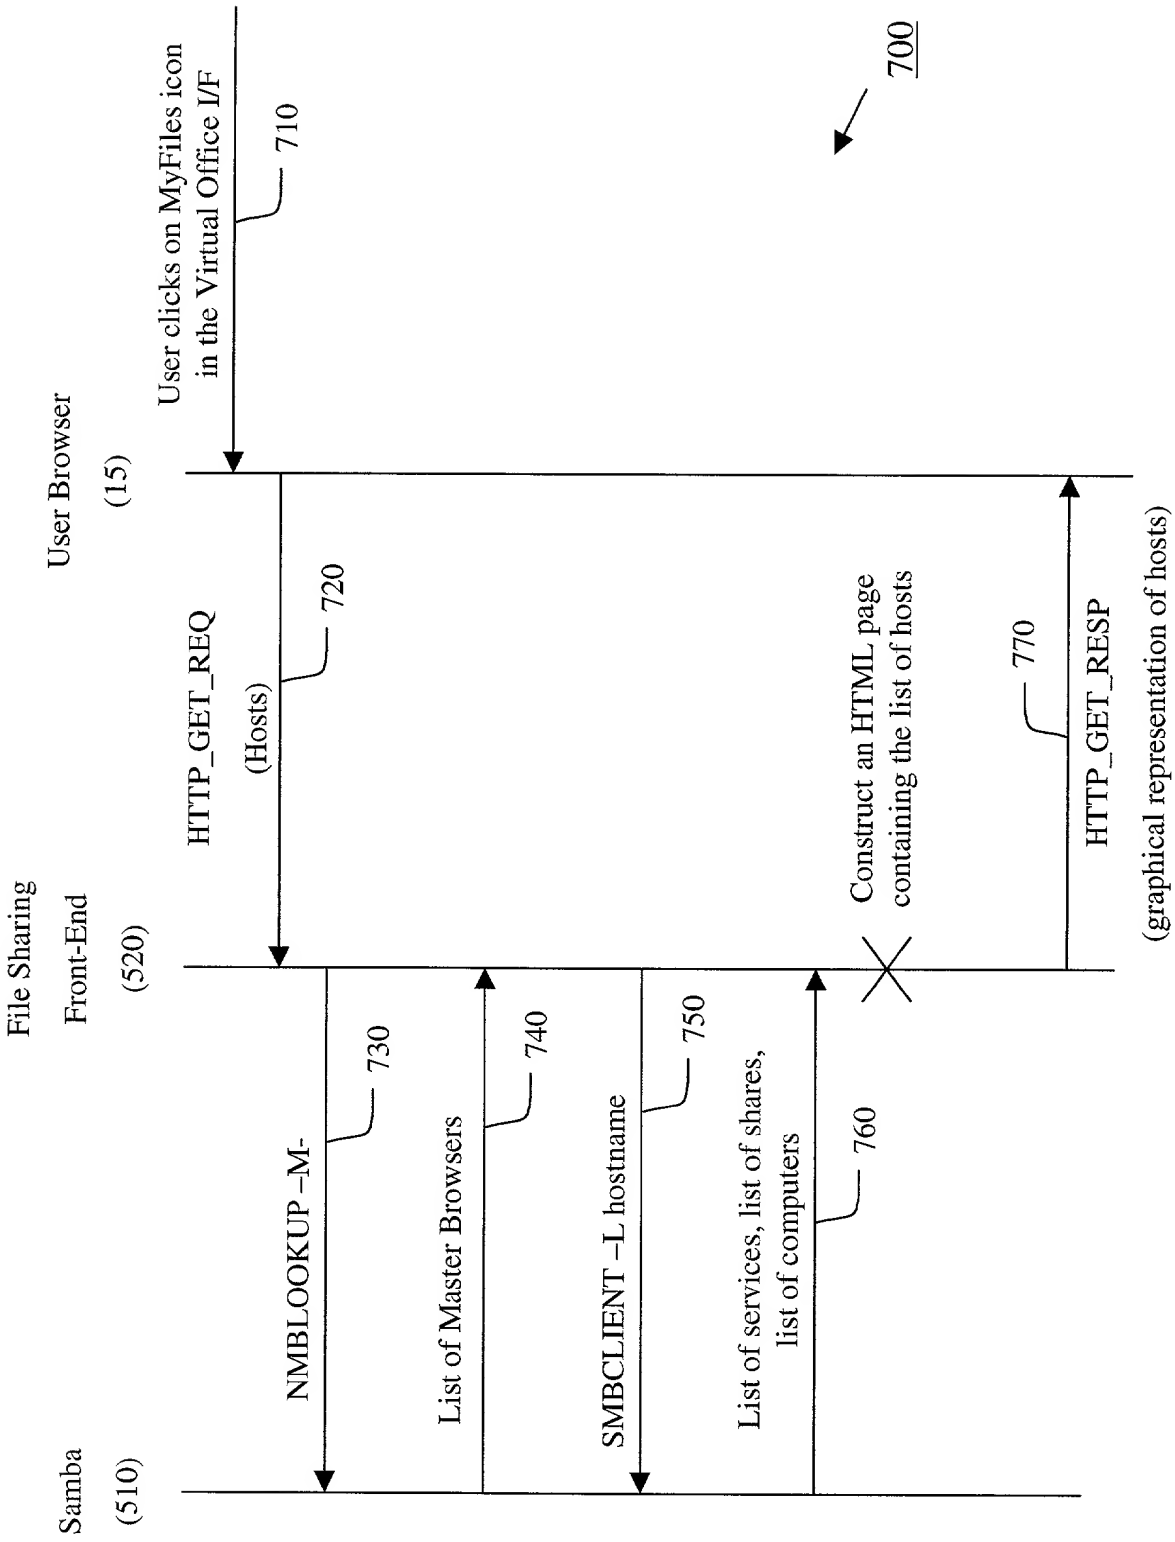 Samba
(510)
File Sharing
Front-End
(520)
User Browser
(15)
User clicks on MyFiles icon
in the Virtual Office I/F
710
HTTP_GET_REQ
(Hosts)
720
NMBLOOKUP –M-
730
List of Master Browsers
740
SMBCLIENT –L hostname
750
List of services, list of shares,
list of computers
760
Construct an HTML page
containing the list of hosts
770
HTTP_GET_RESP
(graphical representation of hosts)
700